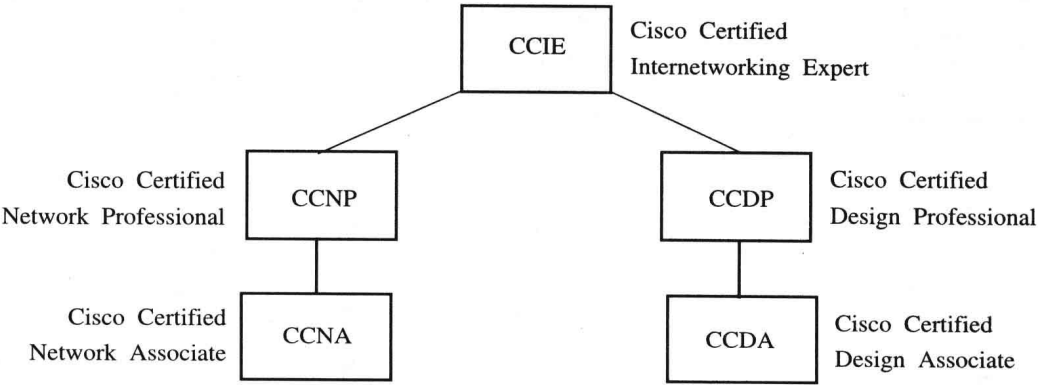 CCIE
Cisco Certified
Internetworking Expert
Cisco Certified
Network Professional
CCNP
CCDP
Cisco Certified
Design Professional
Cisco Certified
Network Associate
CCNA
CCDA
Cisco Certified
Design Associate